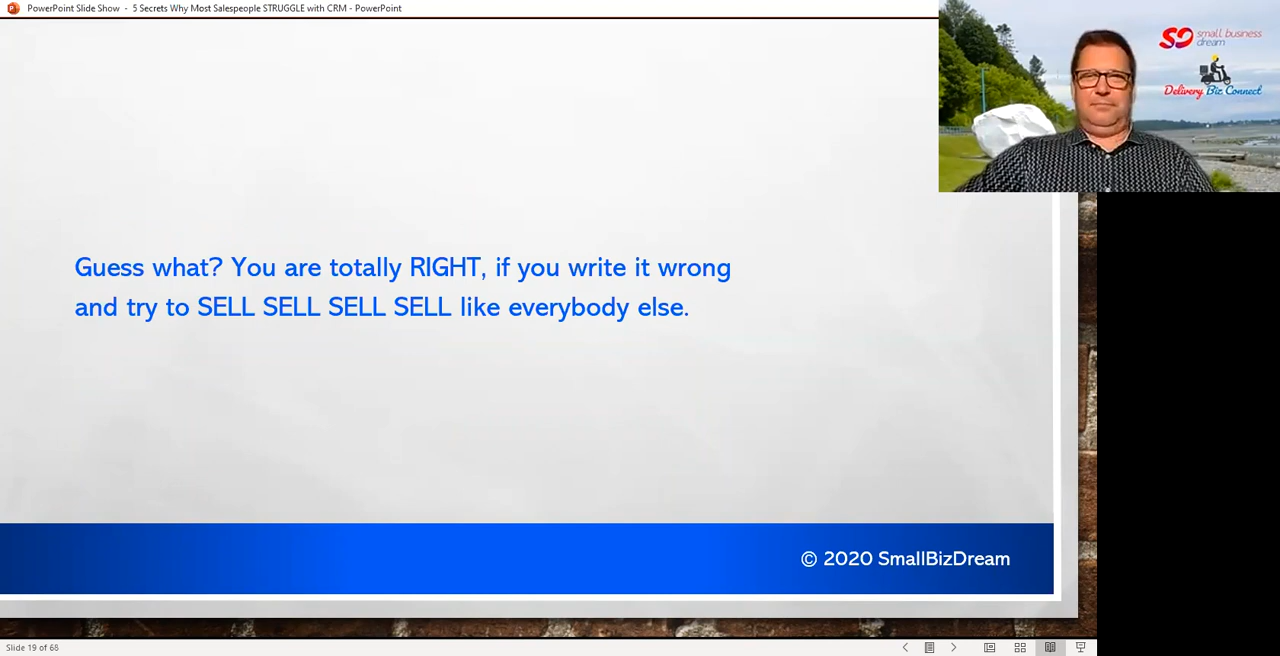 PowerPoint Slide Show - 5 Secrets Why Most Salespeople STRUGGLE with CRM - PowerPoint
small business
dream
Delivery Biz Connect
Guess what? You are totally RIGHT, if you write it wrong
and try to SELL SELL SELL SELL like everybody else.
© 2020 SmallBizDream
Slide 19 of 68